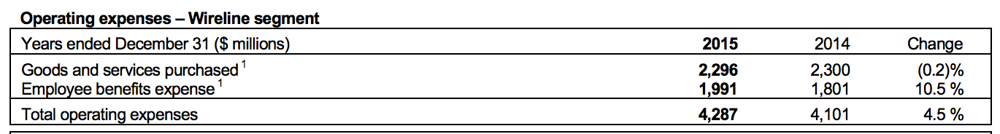 Operating expenses – Wireline segment
Years ended December 31 ($ millions) 2015 2014 Change
Goods and services purchased 1 2,296 2,300 (0.2)%
Employee benefits expense 1 1,991 1,801 10.5 %
Total operating expenses 4,287 4,101 4.5 %